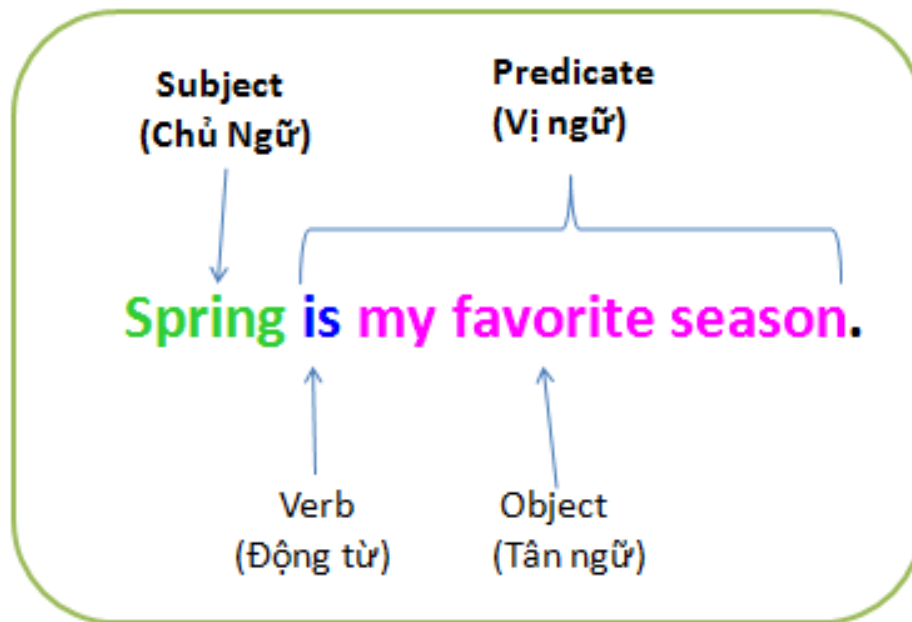 Subject
(Chủ Ngữ)
Predicate
(Vị ngữ)
Spring is my favorite season.
Verb
(Động từ)
Object
(Tân ngữ)